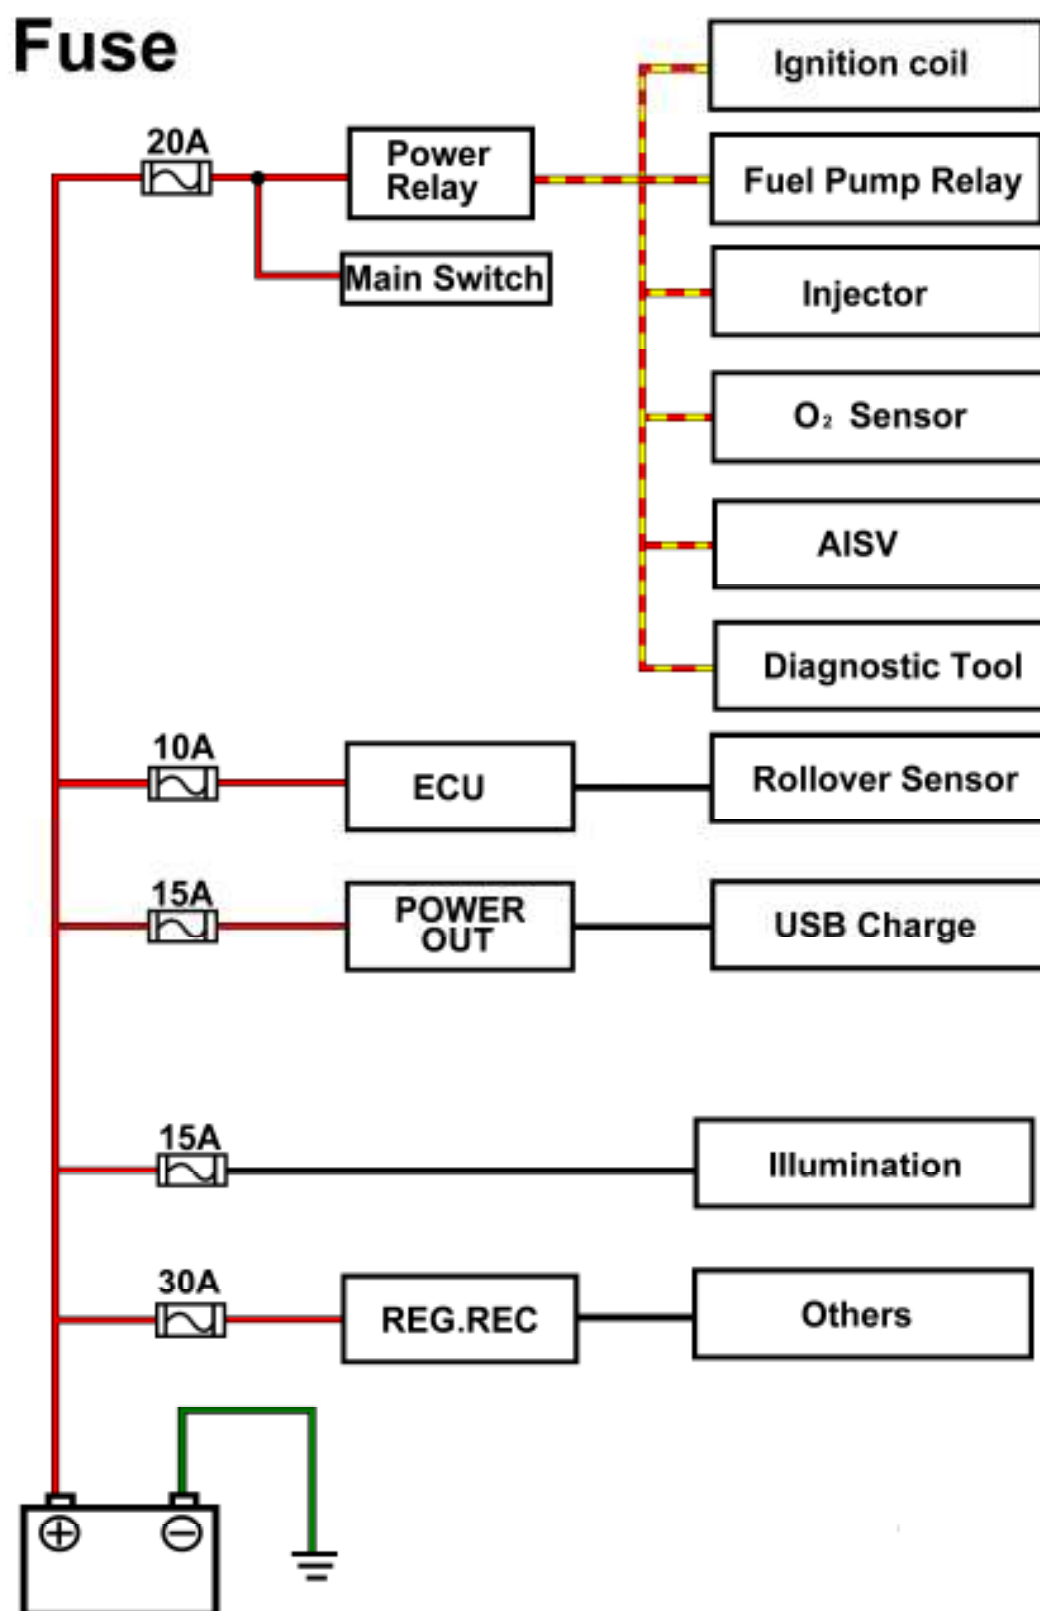 Fuse
20A
Power
Relay
Main Switch
Ignition coil
Fuel Pump Relay
Injector
O₂ Sensor
AISV
Diagnostic Tool
10A
ECU
Rollover Sensor
15A
POWER
OUT
USB Charge
15A
Illumination
30A
REG.REC
Others
+
−